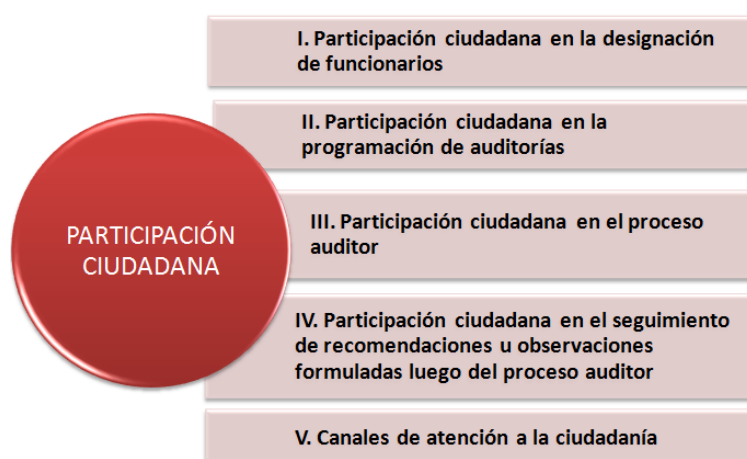 PARTICIPACIÓN
CIUDADANA
I. Participación ciudadana en la designación
de funcionarios
II. Participación ciudadana en la
programación de auditorías
III. Participación ciudadana en el proceso
auditor
IV. Participación ciudadana en el seguimiento
de recomendaciones u observaciones
formuladas luego del proceso auditor
V. Canales de atención a la ciudadanía